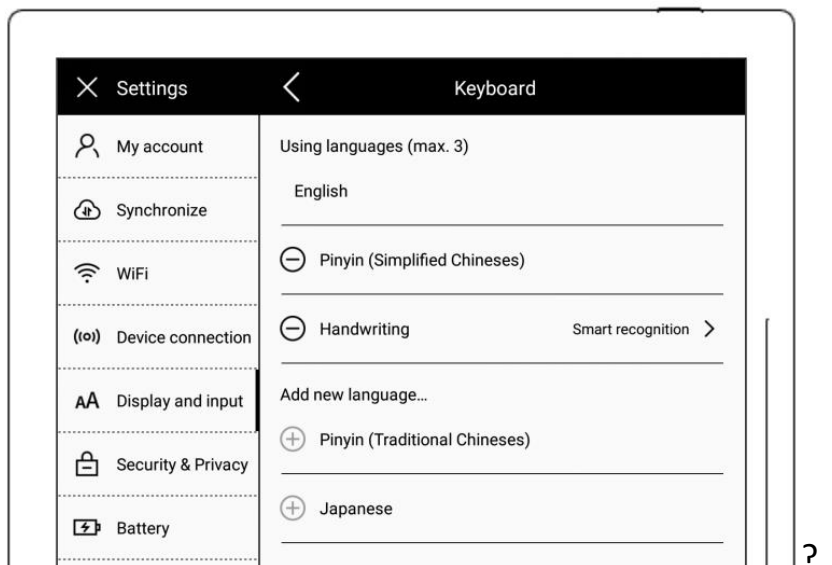 Settings
Keyboard
My account
Synchronize
WiFi
Device connection
AA Display and input
Security & Privacy
Battery
Using languages (max. 3)
English
Pinyin (Simplified Chineses)
Handwriting Smart recognition
Add new language…
Pinyin (Traditional Chineses)
Japanese
?